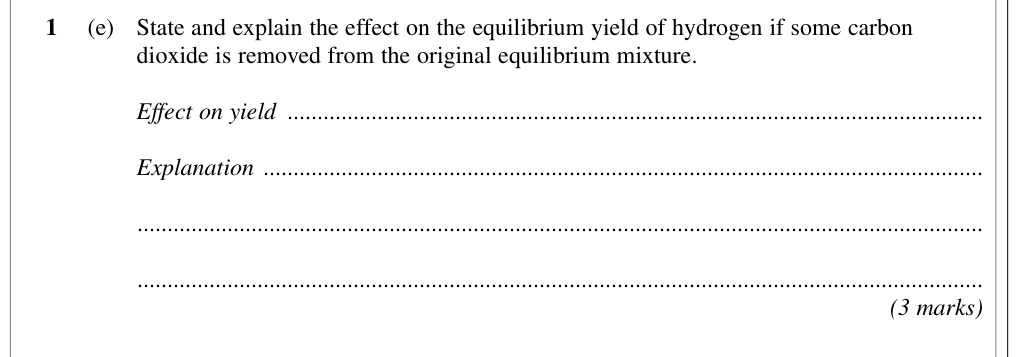 1 (e) State and explain the effect on the equilibrium yield of hydrogen if some carbon
dioxide is removed from the original equilibrium mixture.
Effect on yield ....................................................................................................................
Explanation ........................................................................................................................
.............................................................................................................................................
.............................................................................................................................................
(3 marks)